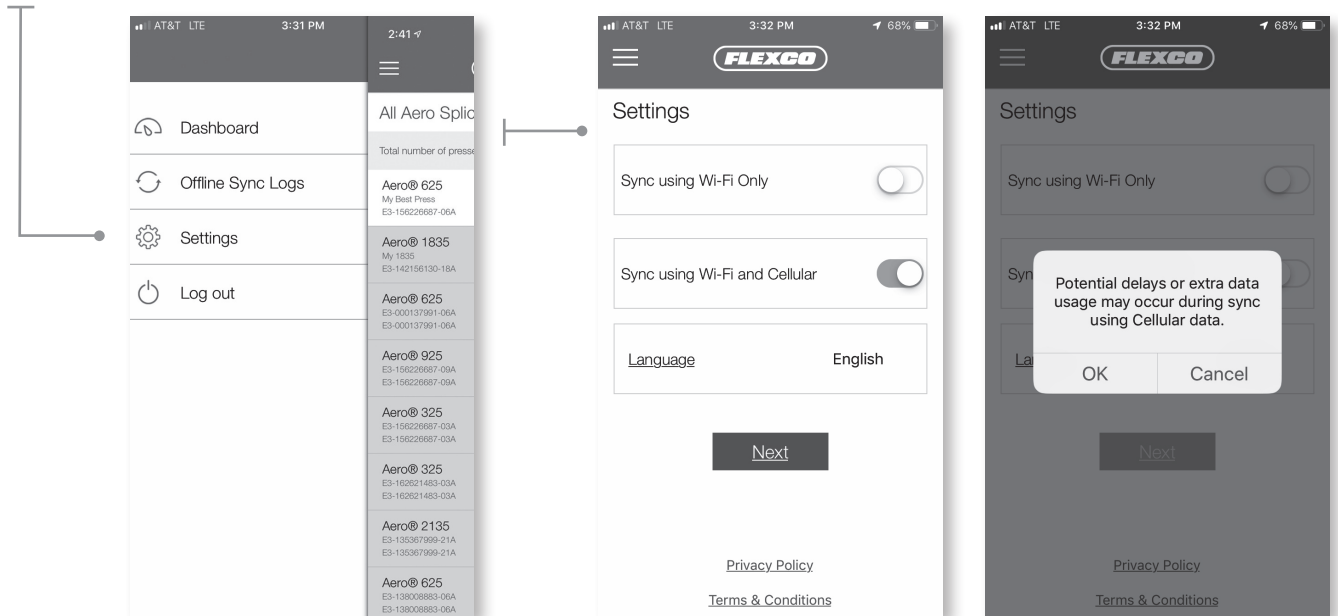 AT&T LTE 3:31 PM
Dashboard
Offline Sync Logs
Settings
Log out
2:41
All Aero Splic
Total number of presse
Aero® 625
My Best Press
E3-156226687-06A
Aero® 1835
My 1835
E3-142156130-18A
Aero® 625
E3-000137991-06A
E3-000137991-06A
Aero® 925
E3-156226687-09A
E3-156226687-09A
Aero® 325
E3-156226687-03A
E3-156226687-03A
Aero® 325
E3-162621483-03A
E3-162621483-03A
Aero® 2135
E3-135367999-21A
E3-135367999-21A
Aero® 625
E3-138008883-06A
E3-138008883-06A
AT&T LTE 3:32 PM 68%
FLEXCO
Settings
Sync using Wi-Fi Only
Sync using Wi-Fi and Cellular
Language English
Next
Privacy Policy
Terms & Conditions
AT&T LTE 3:32 PM 68%
FLEXCO
Settings
Sync using Wi-Fi Only
Syn
Potential delays or extra data
usage may occur during sync
using Cellular data.
La
OK Cancel
Next
Privacy Policy
Terms & Conditions